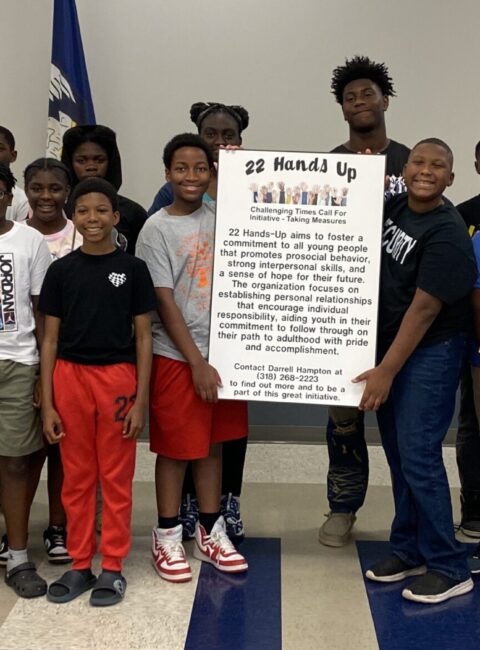 22 Hands Up
Challenging Times Call For
Initiative - Taking Measures
22 Hands-Up aims to foster a
commitment to all young people
that promotes prosocial behavior,
strong interpersonal skills, and
a sense of hope for their future.
The organization focuses on
establishing personal relationships
that encourage individual
responsibility, aiding youth in their
commitment to follow through on
their path to adulthood with pride
and accomplishment.
Contact Darrell Hampton at
(318) 268-2223
to find out more and to be a
part of this great initiative.
JORDAN
22